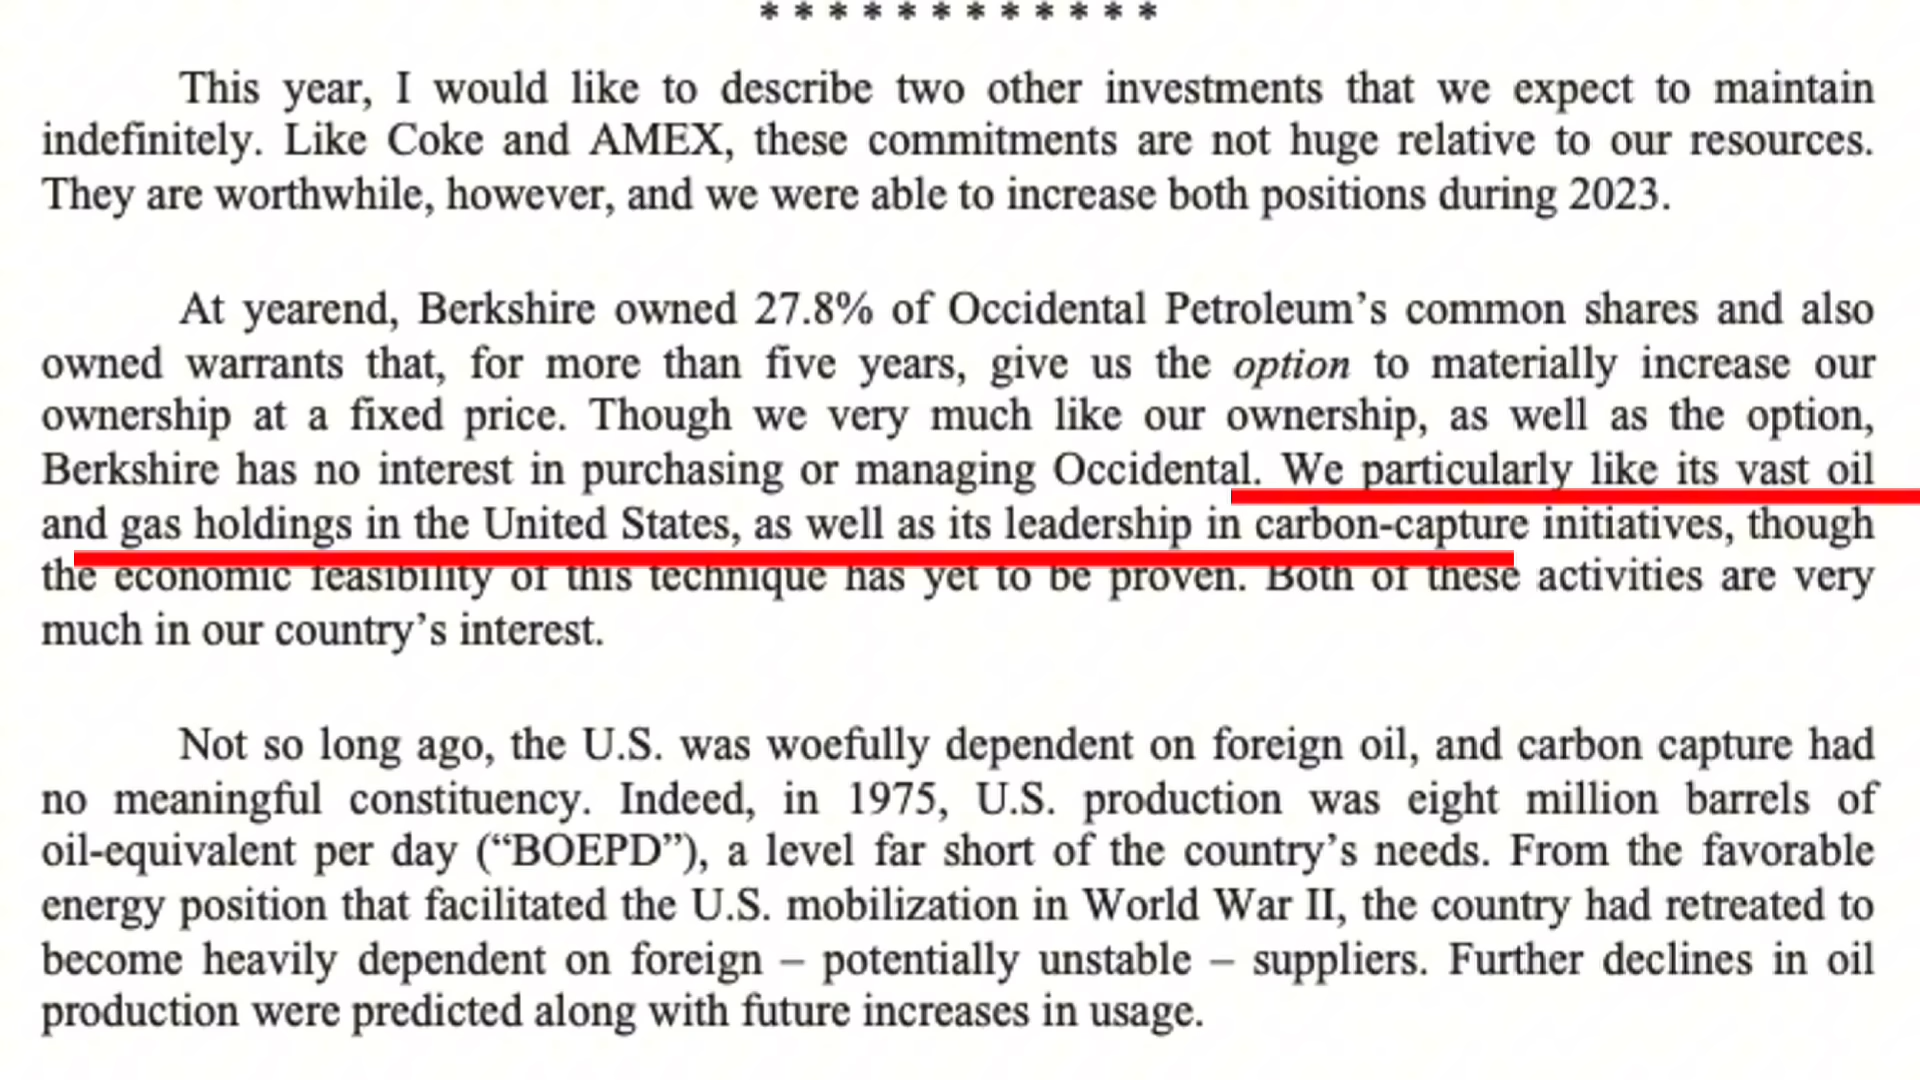 * * * * * * * * * * * *
This year, I would like to describe two other investments that we expect to maintain
indefinitely. Like Coke and AMEX, these commitments are not huge relative to our resources.
They are worthwhile, however, and we were able to increase both positions during 2023.
At yearend, Berkshire owned 27.8% of Occidental Petroleum’s common shares and also
owned warrants that, for more than five years, give us the option to materially increase our
ownership at a fixed price. Though we very much like our ownership, as well as the option,
Berkshire has no interest in purchasing or managing Occidental. We particularly like its vast oil
and gas holdings in the United States, as well as its leadership in carbon-capture initiatives, though
the economic feasibility of this technique has yet to be proven. Both of these activities are very
much in our country’s interest.
Not so long ago, the U.S. was woefully dependent on foreign oil, and carbon capture had
no meaningful constituency. Indeed, in 1975, U.S. production was eight million barrels of
oil-equivalent per day (“BOEPD”), a level far short of the country’s needs. From the favorable
energy position that facilitated the U.S. mobilization in World War II, the country had retreated to
become heavily dependent on foreign – potentially unstable – suppliers. Further declines in oil
production were predicted along with future increases in usage.